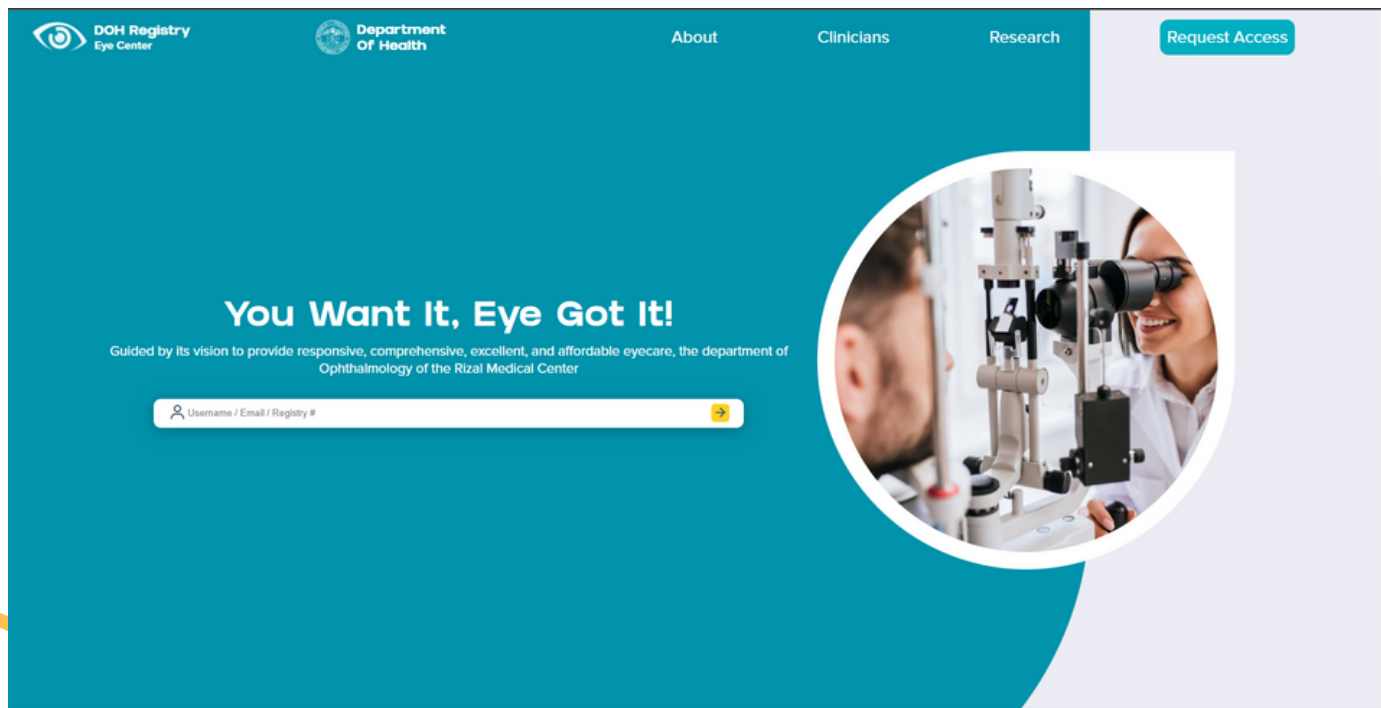 DOH Registry
Eye Center
Department
Of Health
About
Clinicians
Research
Request Access
You Want It, Eye Got It!
Guided by its vision to provide responsive, comprehensive, excellent, and affordable eyecare, the department of
Ophthalmology of the Rizal Medical Center
Username / Email / Registry #